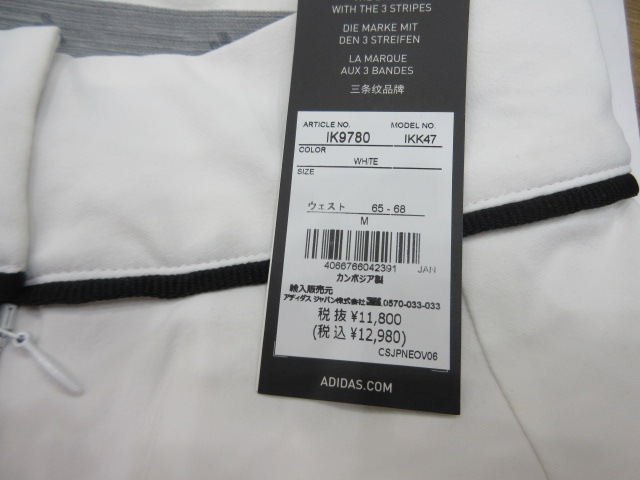 WITH THE 3 STRIPES
DIE MARKE MIT
DEN 3 STREIFEN
LA MARQUE
AUX 3 BANDES
三条纹品牌
ARTICLE NO. MODEL NO.
IK9780 IKK47
COLOR
WHITE
SIZE
ウェスト 65 - 68
M
4066766042391 JAN
カンボジア製
輸入販売元
アディダス ジャパン株式会社 0570-033-033
税抜¥11,800
(税込¥12,980)
CSJPNEOV06
ADIDAS.COM